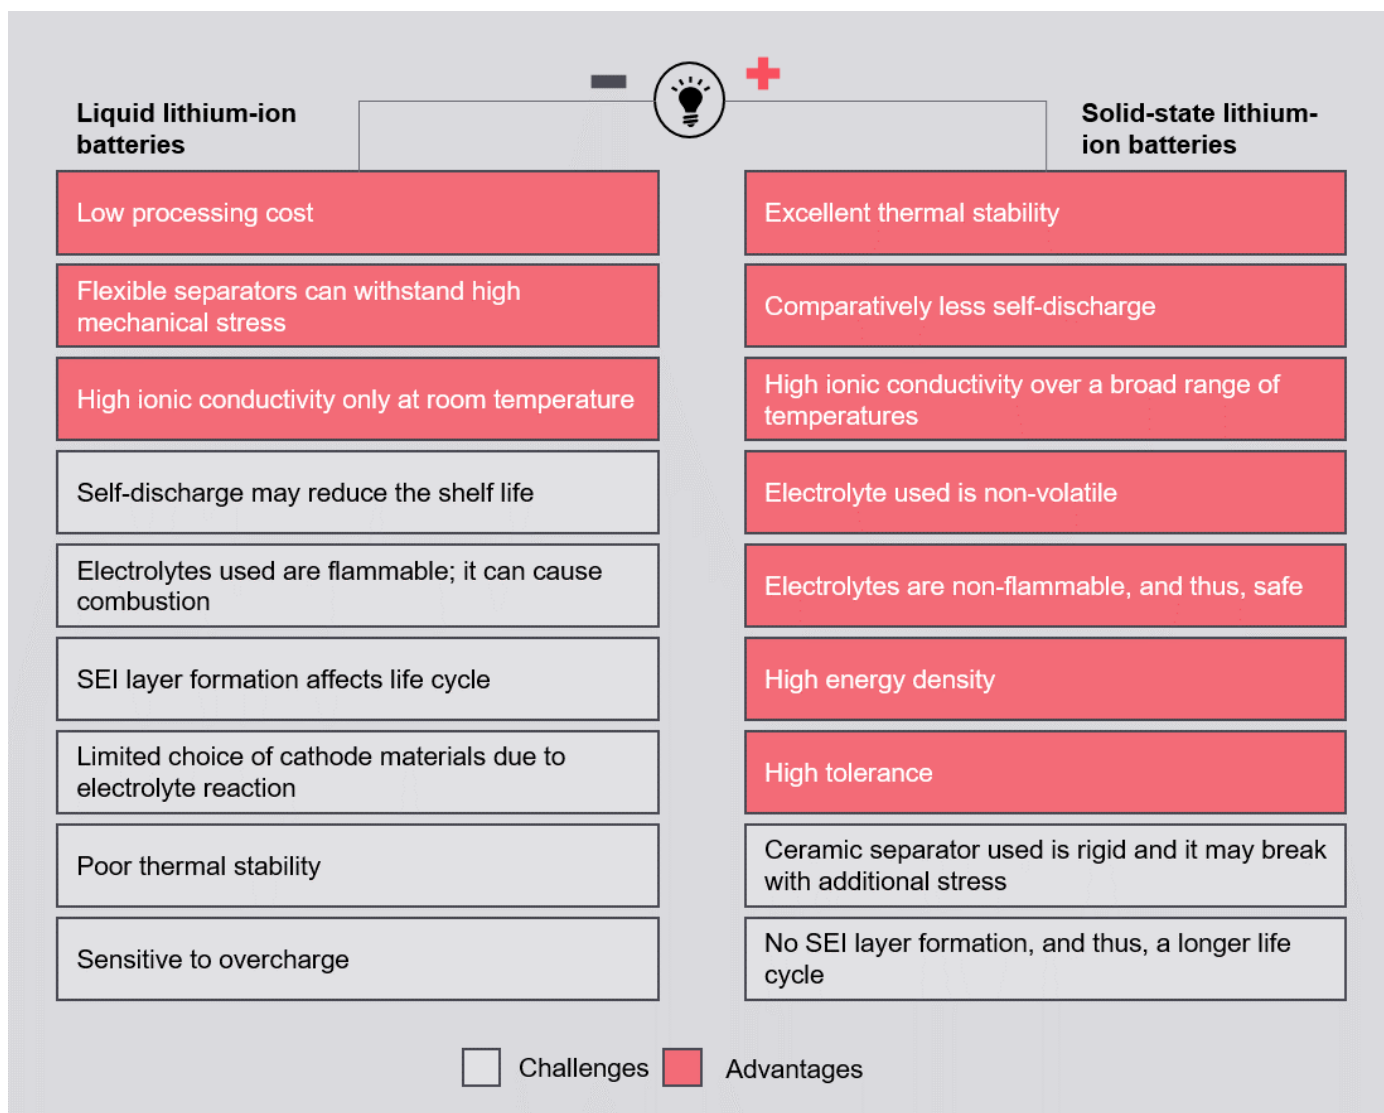 Liquid lithium-ion
batteries
Low processing cost
Flexible separators can withstand high
mechanical stress
High ionic conductivity only at room temperature
Self-discharge may reduce the shelf life
Electrolytes used are flammable; it can cause
combustion
SEI layer formation affects life cycle
Limited choice of cathode materials due to
electrolyte reaction
Poor thermal stability
Sensitive to overcharge
Solid-state lithium-
ion batteries
Excellent thermal stability
Comparatively less self-discharge
High ionic conductivity over a broad range of
temperatures
Electrolyte used is non-volatile
Electrolytes are non-flammable, and thus, safe
High energy density
High tolerance
Ceramic separator used is rigid and it may break
with additional stress
No SEI layer formation, and thus, a longer life
cycle
Challenges
Advantages